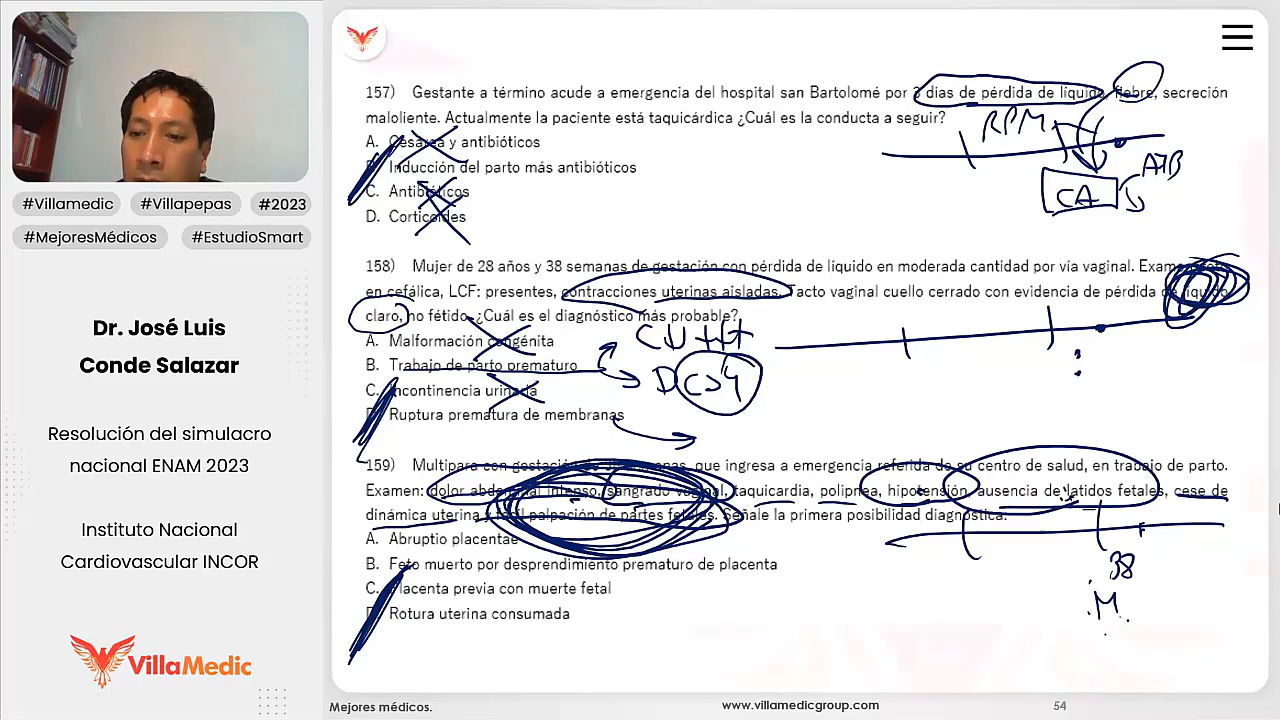 #Villamedic #Villapepas #2023
#MejoresMédicos #EstudioSmart
Dr. José Luis
Conde Salazar
Resolución del simulacro
nacional ENAM 2023
Instituto Nacional
Cardiovascular INCOR
VillaMedic
157) Gestante a término acude a emergencia del hospital san Bartolomé por 2 días de pérdida de líquido, fiebre, secreción
maloliente. Actualmente la paciente está taquicárdica ¿Cuál es la conducta a seguir?
A. Cesárea y antibióticos
B. Inducción del parto más antibióticos
C. Antibióticos
D. Corticoides
RPM
CA
ATB
158) Mujer de 28 años y 38 semanas de gestación con pérdida de líquido en moderada cantidad por vía vaginal. Examen:
en cefálica, LCF: presentes, contracciones uterinas aisladas. Tacto vaginal cuello cerrado con evidencia de pérdida de líquido
claro, no fétido. ¿Cuál es el diagnóstico más probable?
A. Malformación congénita
B. Trabajo de parto prematuro
C. Incontinencia urinaria
D. Ruptura prematura de membranas
159) Multipara con gestación de semanas, que ingresa a emergencia referida de su centro de salud, en trabajo de parto.
Examen: dolor abdominal intenso, sangrado vaginal, taquicardia, polipnea, hipotensión, ausencia de latidos fetales, cese de
dinámica uterina y fácil palpación de partes fetales. Señale la primera posibilidad diagnóstica:
A. Abruptio placentae
B. Feto muerto por desprendimiento prematuro de placenta
C. Placenta previa con muerte fetal
D. Rotura uterina consumada
38
M
Mejores médicos. www.villamedicgroup.com 54